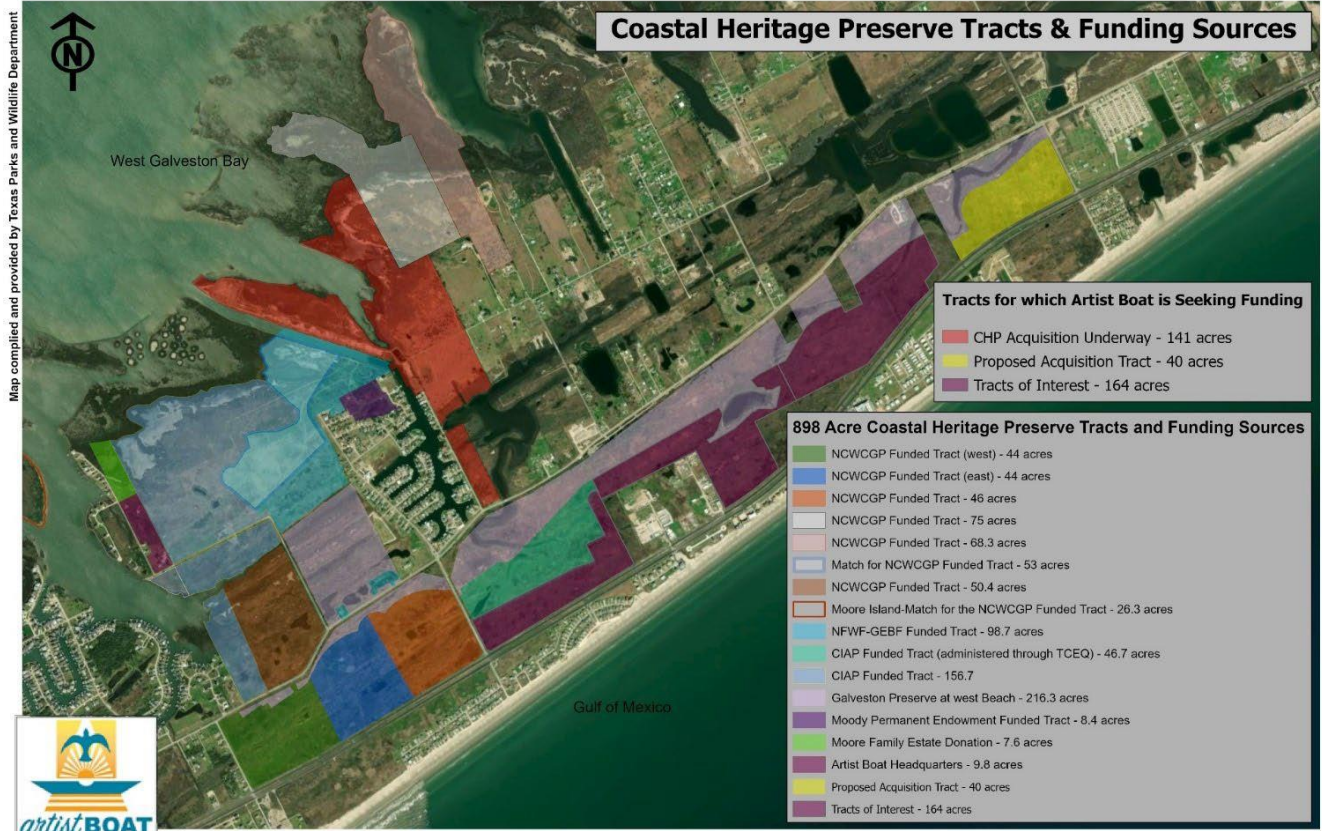 Coastal Heritage Preserve Tracts & Funding Sources
N
Map complied and provided by Texas Parks and Wildlife Department
West Galveston Bay
Gulf of Mexico
Tracts for which Artist Boat is Seeking Funding
CHP Acquisition Underway - 141 acres
Proposed Acquisition Tract - 40 acres
Tracts of Interest - 164 acres
898 Acre Coastal Heritage Preserve Tracts and Funding Sources
NCWCGP Funded Tract (west) - 44 acres
NCWCGP Funded Tract (east) - 44 acres
NCWCGP Funded Tract - 46 acres
NCWCGP Funded Tract - 75 acres
NCWCGP Funded Tract - 68.3 acres
Match for NCWCGP Funded Tract - 53 acres
NCWCGP Funded Tract - 50.4 acres
Moore Island-Match for the NCWCGP Funded Tract - 26.3 acres
NFWF-GEBF Funded Tract - 98.7 acres
CIAP Funded Tract (administered through TCEQ) - 46.7 acres
CIAP Funded Tract - 156.7
Galveston Preserve at west Beach - 216.3 acres
Moody Permanent Endowment Funded Tract - 8.4 acres
Moore Family Estate Donation - 7.6 acres
Artist Boat Headquarters - 9.8 acres
Proposed Acquisition Tract - 40 acres
Tracts of Interest - 164 acres
artist BOAT